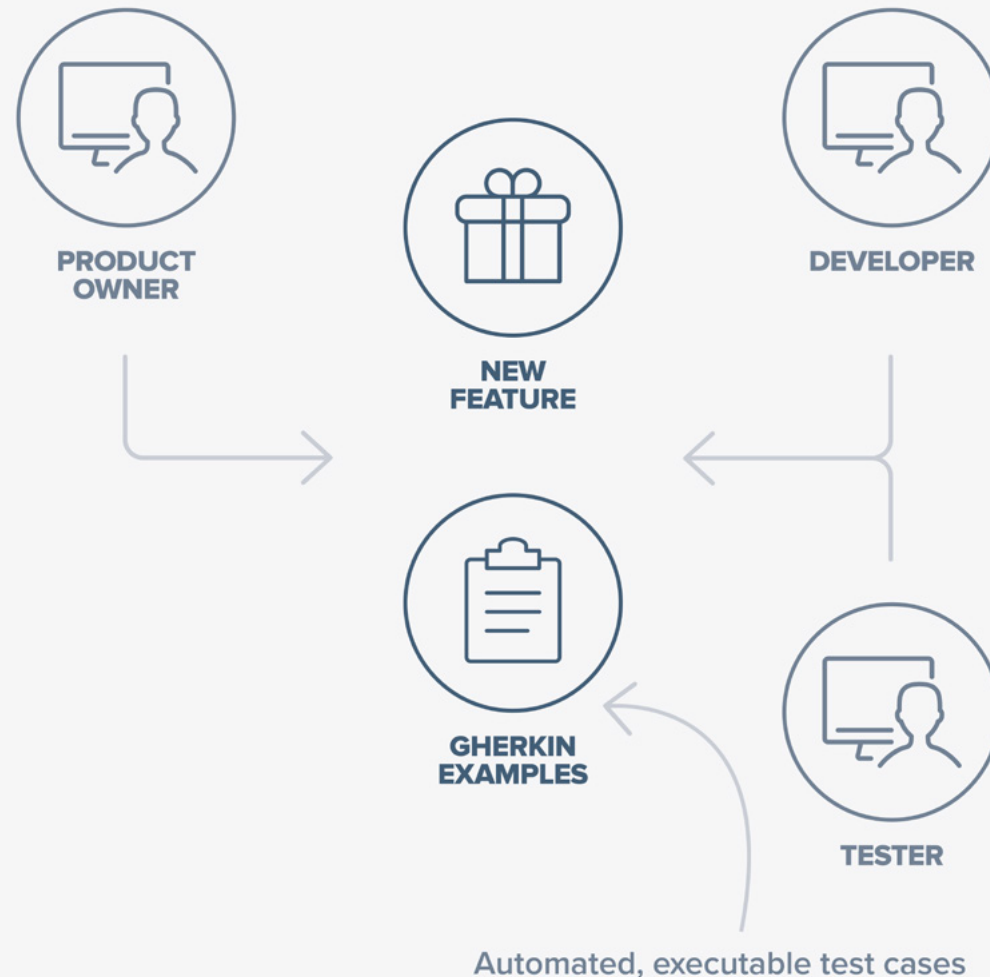 PRODUCT
OWNER
DEVELOPER
NEW
FEATURE
GHERKIN
EXAMPLES
TESTER
Automated, executable test cases